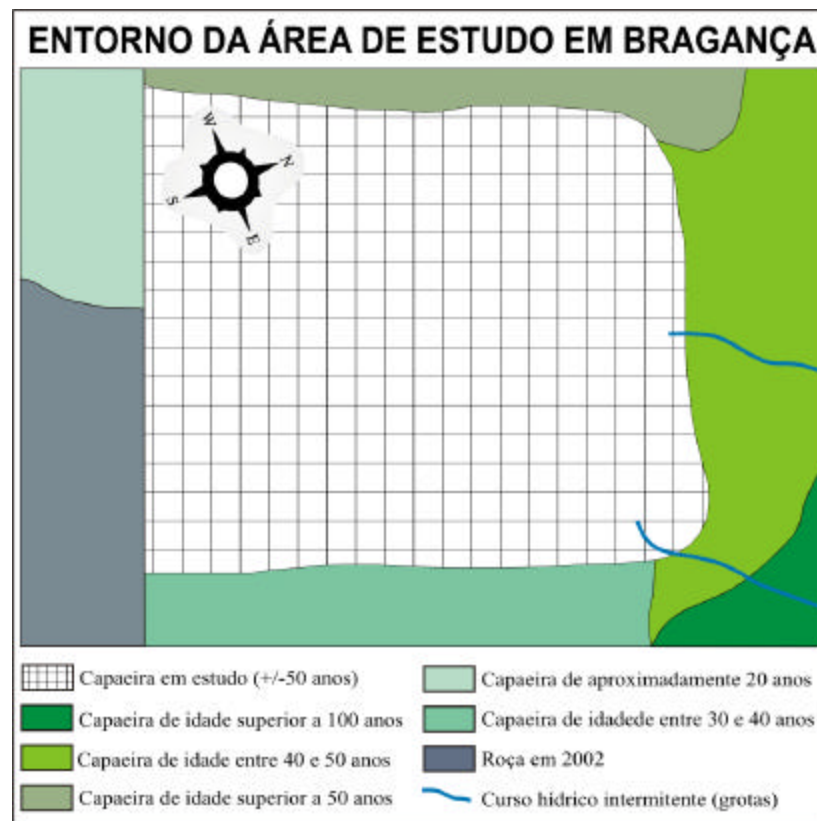 ENTORNO DA ÁREA DE ESTUDO EM BRAGANÇA
W
N
S
E
Capaeira em estudo (+/-50 anos)
Capaeira de idade superior a 100 anos
Capaeira de idade entre 40 e 50 anos
Capaeira de idade superior a 50 anos
Capaeira de aproximadamente 20 anos
Capaeira de idadede entre 30 e 40 anos
Roça em 2002
Curso hídrico intermitente (grotas)